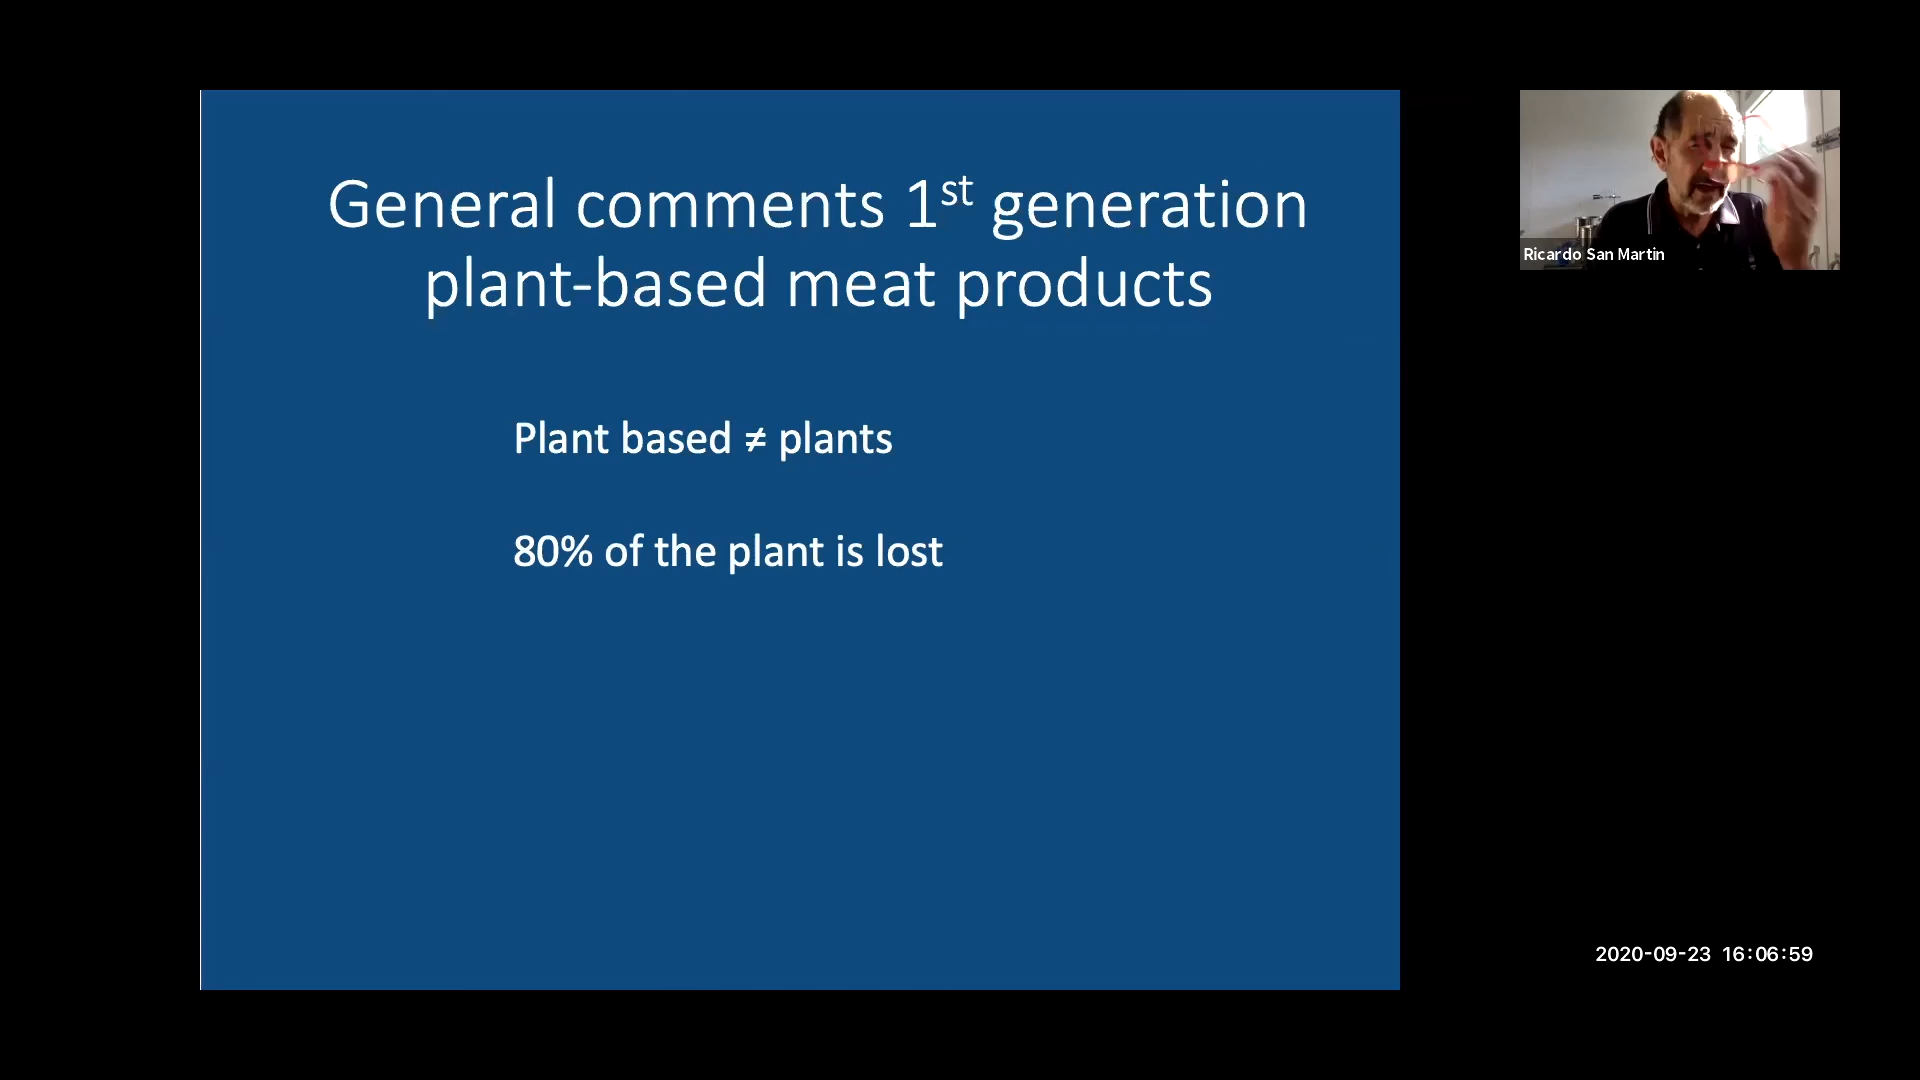 General comments 1st generation
plant-based meat products
Plant based ≠ plants
80% of the plant is lost
Ricardo San Martin
2020-09-23 16:06:59